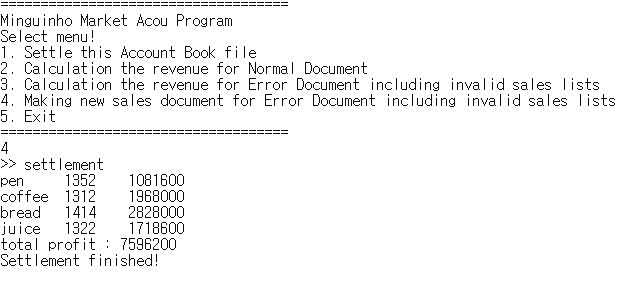 ====================================
Minguinho Market Acou Program
Select menu!
1. Settle this Account Book file
2. Calculation the revenue for Normal Document
3. Calculation the revenue for Error Document including invalid sales lists
4. Making new sales document for Error Document including invalid sales lists
5. Exit
====================================
4
>> settlement
pen 1352 1081600
coffee 1312 1968000
bread 1414 2828000
juice 1322 1718600
total profit : 7596200
Settlement finished!